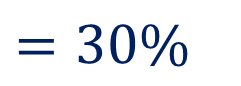 = 30%